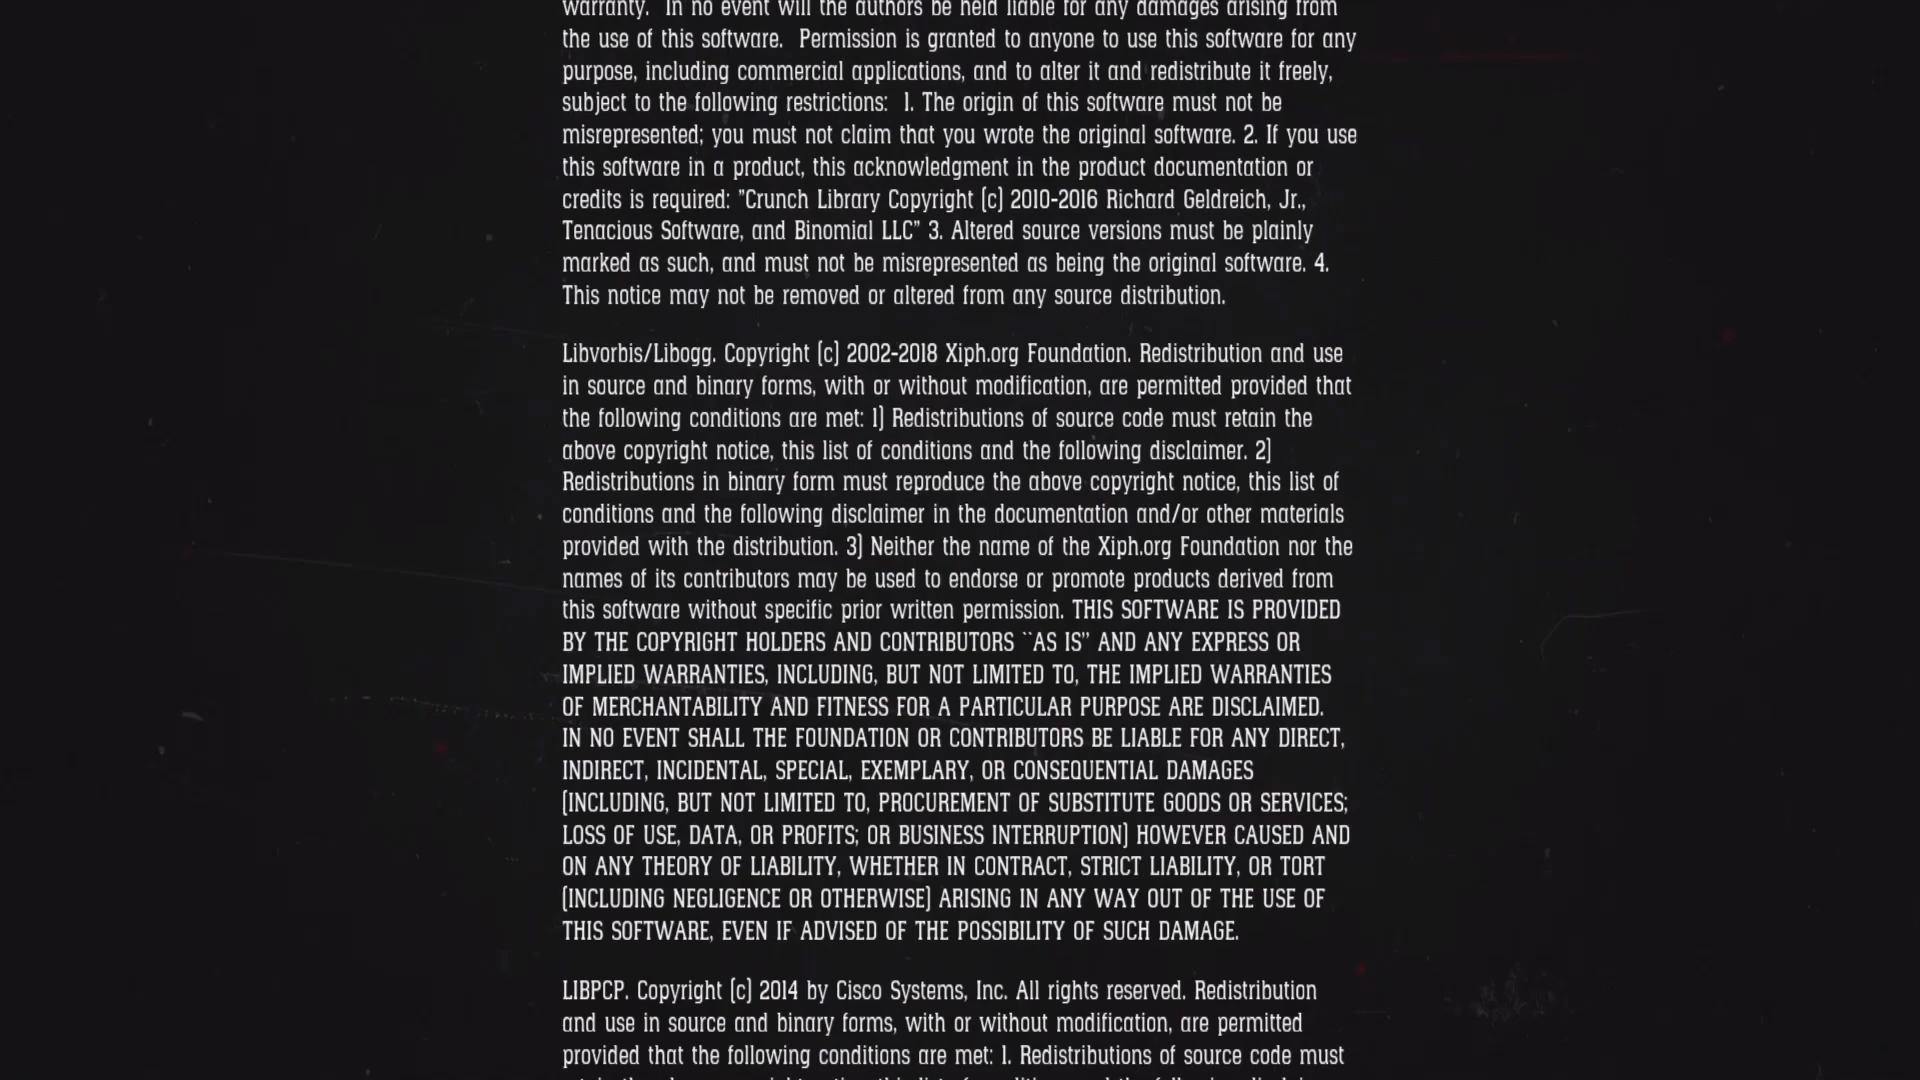 warranty.  In no event will the authors be held liable for any damages arising from
the use of this software.  Permission is granted to anyone to use this software for any
purpose, including commercial applications, and to alter it and redistribute it freely,
subject to the following restrictions:  1. The origin of this software must not be
misrepresented; you must not claim that you wrote the original software. 2. If you use
this software in a product, this acknowledgment in the product documentation or
credits is required: "Crunch Library Copyright (c) 2010-2016 Richard Geldreich, Jr.,
Tenacious Software, and Binomial LLC" 3. Altered source versions must be plainly
marked as such, and must not be misrepresented as being the original software. 4.
This notice may not be removed or altered from any source distribution.
Libvorbis/Libogg. Copyright (c) 2002-2018 Xiph.org Foundation. Redistribution and use
in source and binary forms, with or without modification, are permitted provided that
the following conditions are met: 1) Redistributions of source code must retain the
above copyright notice, this list of conditions and the following disclaimer. 2)
Redistributions in binary form must reproduce the above copyright notice, this list of
conditions and the following disclaimer in the documentation and/or other materials
provided with the distribution. 3) Neither the name of the Xiph.org Foundation nor the
names of its contributors may be used to endorse or promote products derived from
this software without specific prior written permission. THIS SOFTWARE IS PROVIDED
BY THE COPYRIGHT HOLDERS AND CONTRIBUTORS ``AS IS" AND ANY EXPRESS OR
IMPLIED WARRANTIES, INCLUDING, BUT NOT LIMITED TO, THE IMPLIED WARRANTIES
OF MERCHANTABILITY AND FITNESS FOR A PARTICULAR PURPOSE ARE DISCLAIMED.
IN NO EVENT SHALL THE FOUNDATION OR CONTRIBUTORS BE LIABLE FOR ANY DIRECT,
INDIRECT, INCIDENTAL, SPECIAL, EXEMPLARY, OR CONSEQUENTIAL DAMAGES
(INCLUDING, BUT NOT LIMITED TO, PROCUREMENT OF SUBSTITUTE GOODS OR SERVICES;
LOSS OF USE, DATA, OR PROFITS; OR BUSINESS INTERRUPTION) HOWEVER CAUSED AND
ON ANY THEORY OF LIABILITY, WHETHER IN CONTRACT, STRICT LIABILITY, OR TORT
(INCLUDING NEGLIGENCE OR OTHERWISE) ARISING IN ANY WAY OUT OF THE USE OF
THIS SOFTWARE, EVEN IF ADVISED OF THE POSSIBILITY OF SUCH DAMAGE.
LIBPCP. Copyright (c) 2014 by Cisco Systems, Inc. All rights reserved. Redistribution
and use in source and binary forms, with or without modification, are permitted
provided that the following conditions are met: 1. Redistributions of source code must